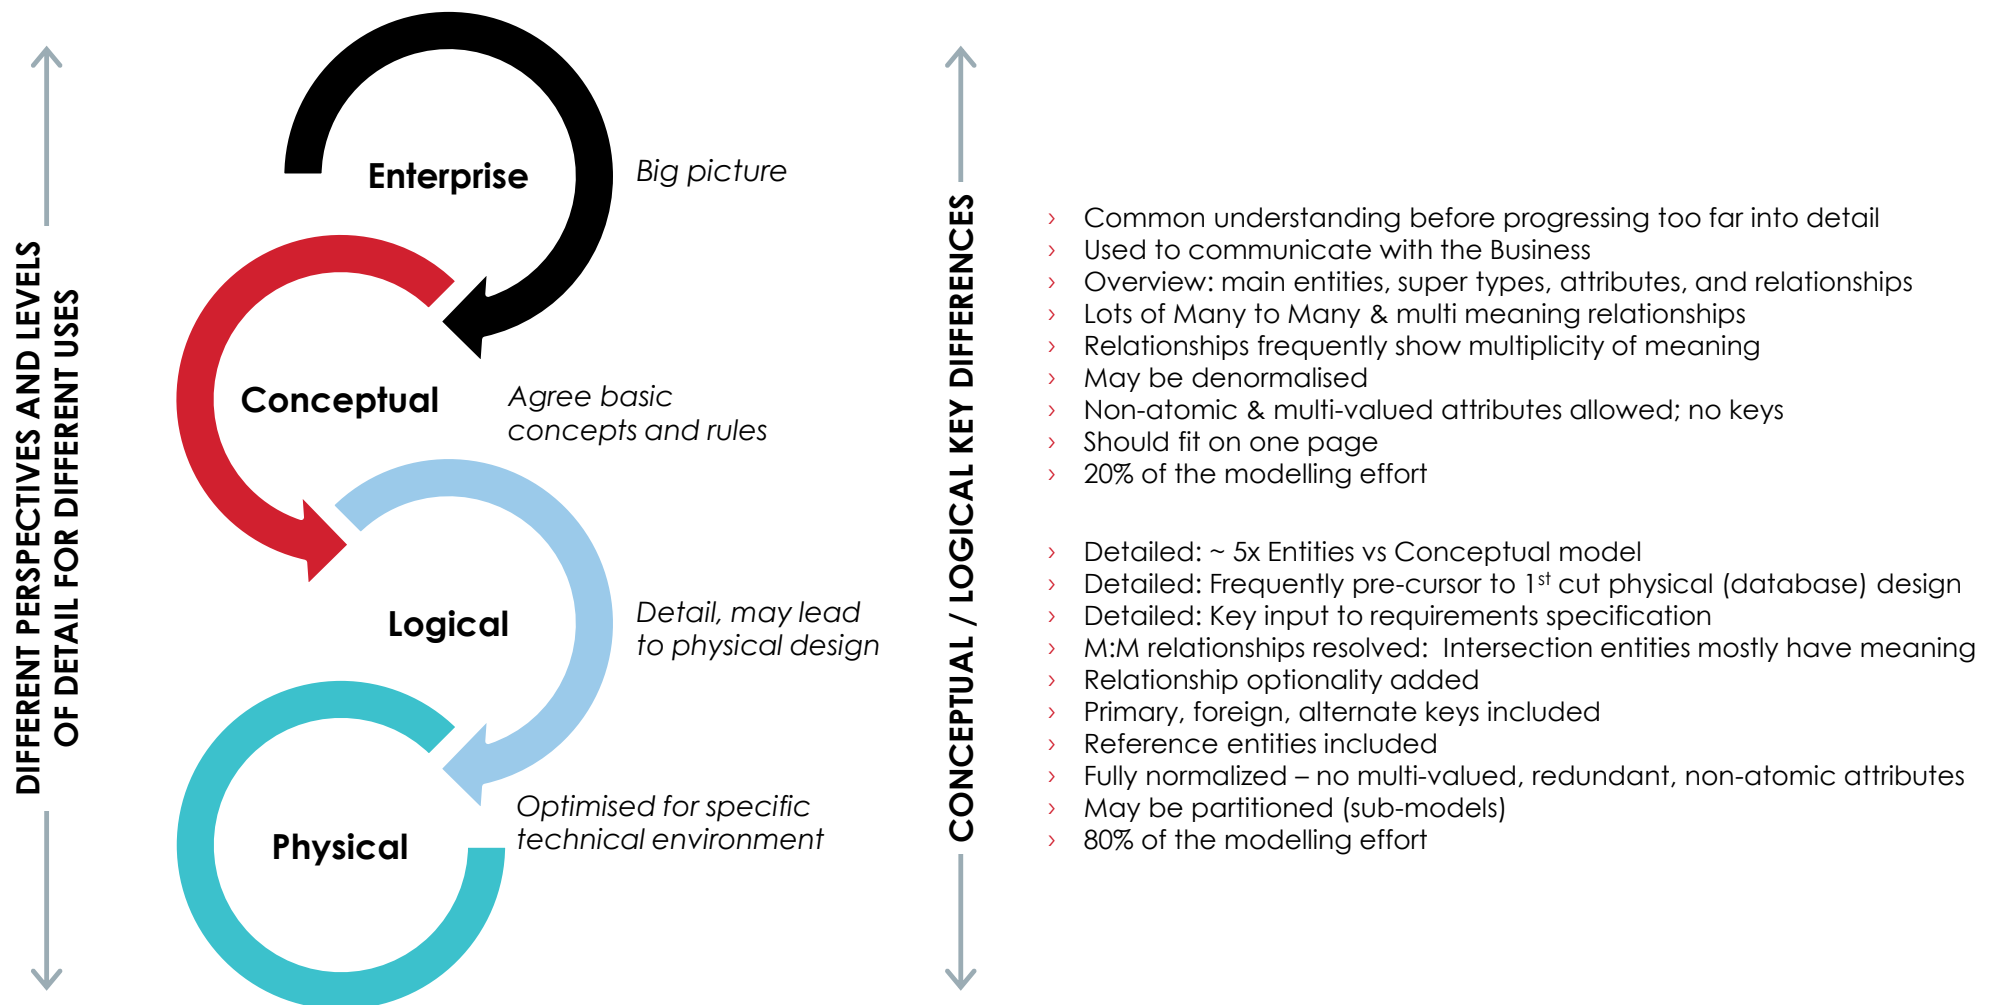 DIFFERENT PERSPECTIVES AND LEVELS
OF DETAIL FOR DIFFERENT USES
Enterprise
Big picture
Conceptual
Agree basic
concepts and rules
Logical
Detail, may lead
to physical design
Physical
Optimised for specific
technical environment
CONCEPTUAL / LOGICAL KEY DIFFERENCES
› Common understanding before progressing too far into detail
› Used to communicate with the Business
› Overview: main entities, super types, attributes, and relationships
› Lots of Many to Many & multi meaning relationships
› Relationships frequently show multiplicity of meaning
› May be denormalised
› Non-atomic & multi-valued attributes allowed; no keys
› Should fit on one page
› 20% of the modelling effort
› Detailed: ~ 5x Entities vs Conceptual model
› Detailed: Frequently pre-cursor to 1st cut physical (database) design
› Detailed: Key input to requirements specification
› M:M relationships resolved: Intersection entities mostly have meaning
› Relationship optionality added
› Primary, foreign, alternate keys included
› Reference entities included
› Fully normalized – no multi-valued, redundant, non-atomic attributes
› May be partitioned (sub-models)
› 80% of the modelling effort